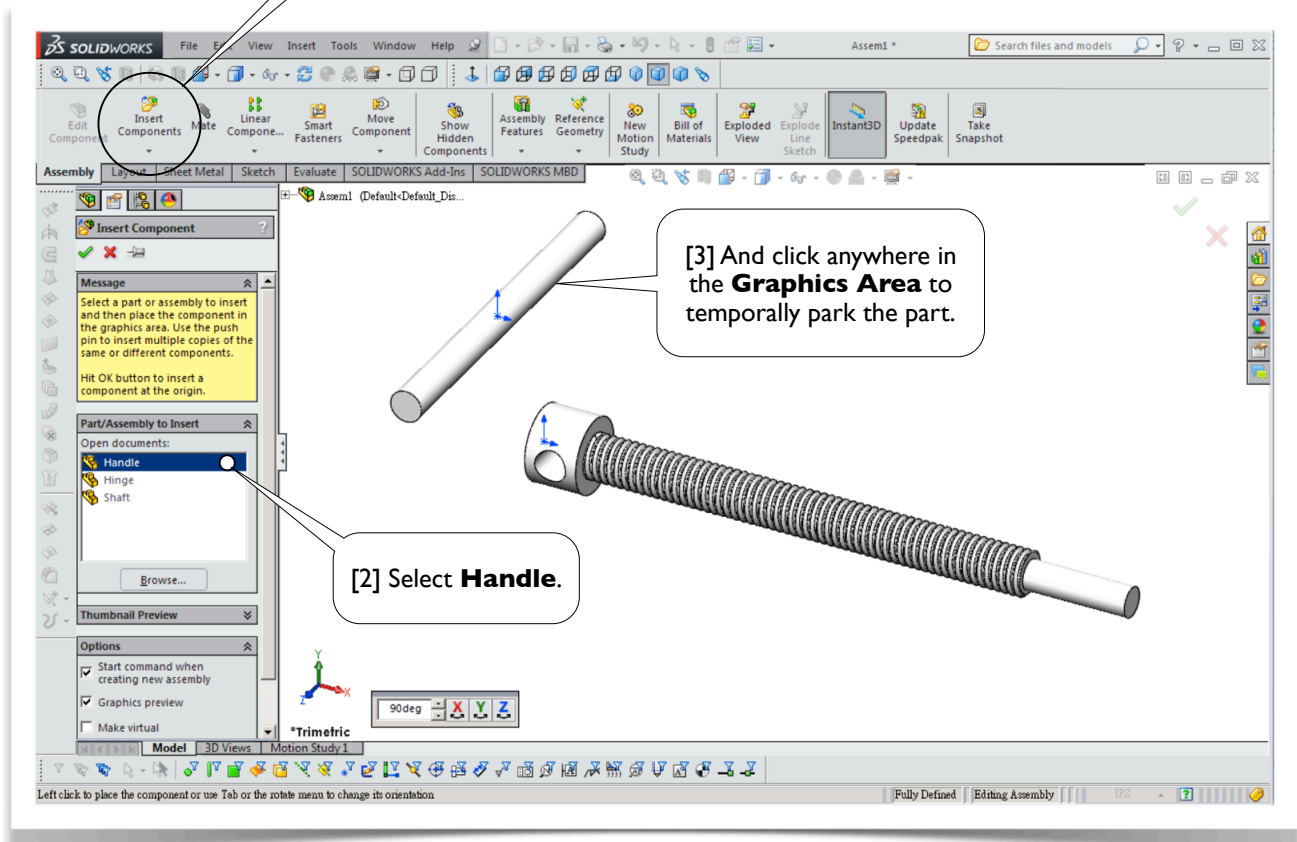 SOLIDWORKS File Edit View Insert Tools Window Help Assem1 * Search files and models ?
Edit Component
Insert Components
Mate
Linear Compone...
Smart Fasteners
Move Component
Show Hidden Components
Assembly Features
Reference Geometry
New Motion Study
Bill of Materials
Exploded View
Explode Line Sketch
Instant3D
Update Speedpak
Take Snapshot
Assembly Layout Sheet Metal Sketch Evaluate SOLIDWORKS Add-Ins SOLIDWORKS MBD
Assem1 (Default<Default_Dis...
Insert Component ?
Message
Select a part or assembly to insert
and then place the component in
the graphics area. Use the push
pin to insert multiple copies of the
same or different components.
Hit OK button to insert a
component at the origin.
[3] And click anywhere in
the Graphics Area to
temporally park the part.
Part/Assembly to Insert
Open documents:
Handle
Hinge
Shaft
Browse...
[2] Select Handle.
Thumbnail Preview
Options
Start command when
creating new assembly
Graphics preview
Make virtual
Y
X
Z
90deg X Y Z
*Trimetric
Model 3D Views Motion Study 1
Left click to place the component or use Tab or the rotate menu to change its orientation Fully Defined Editing Assembly IPS ?